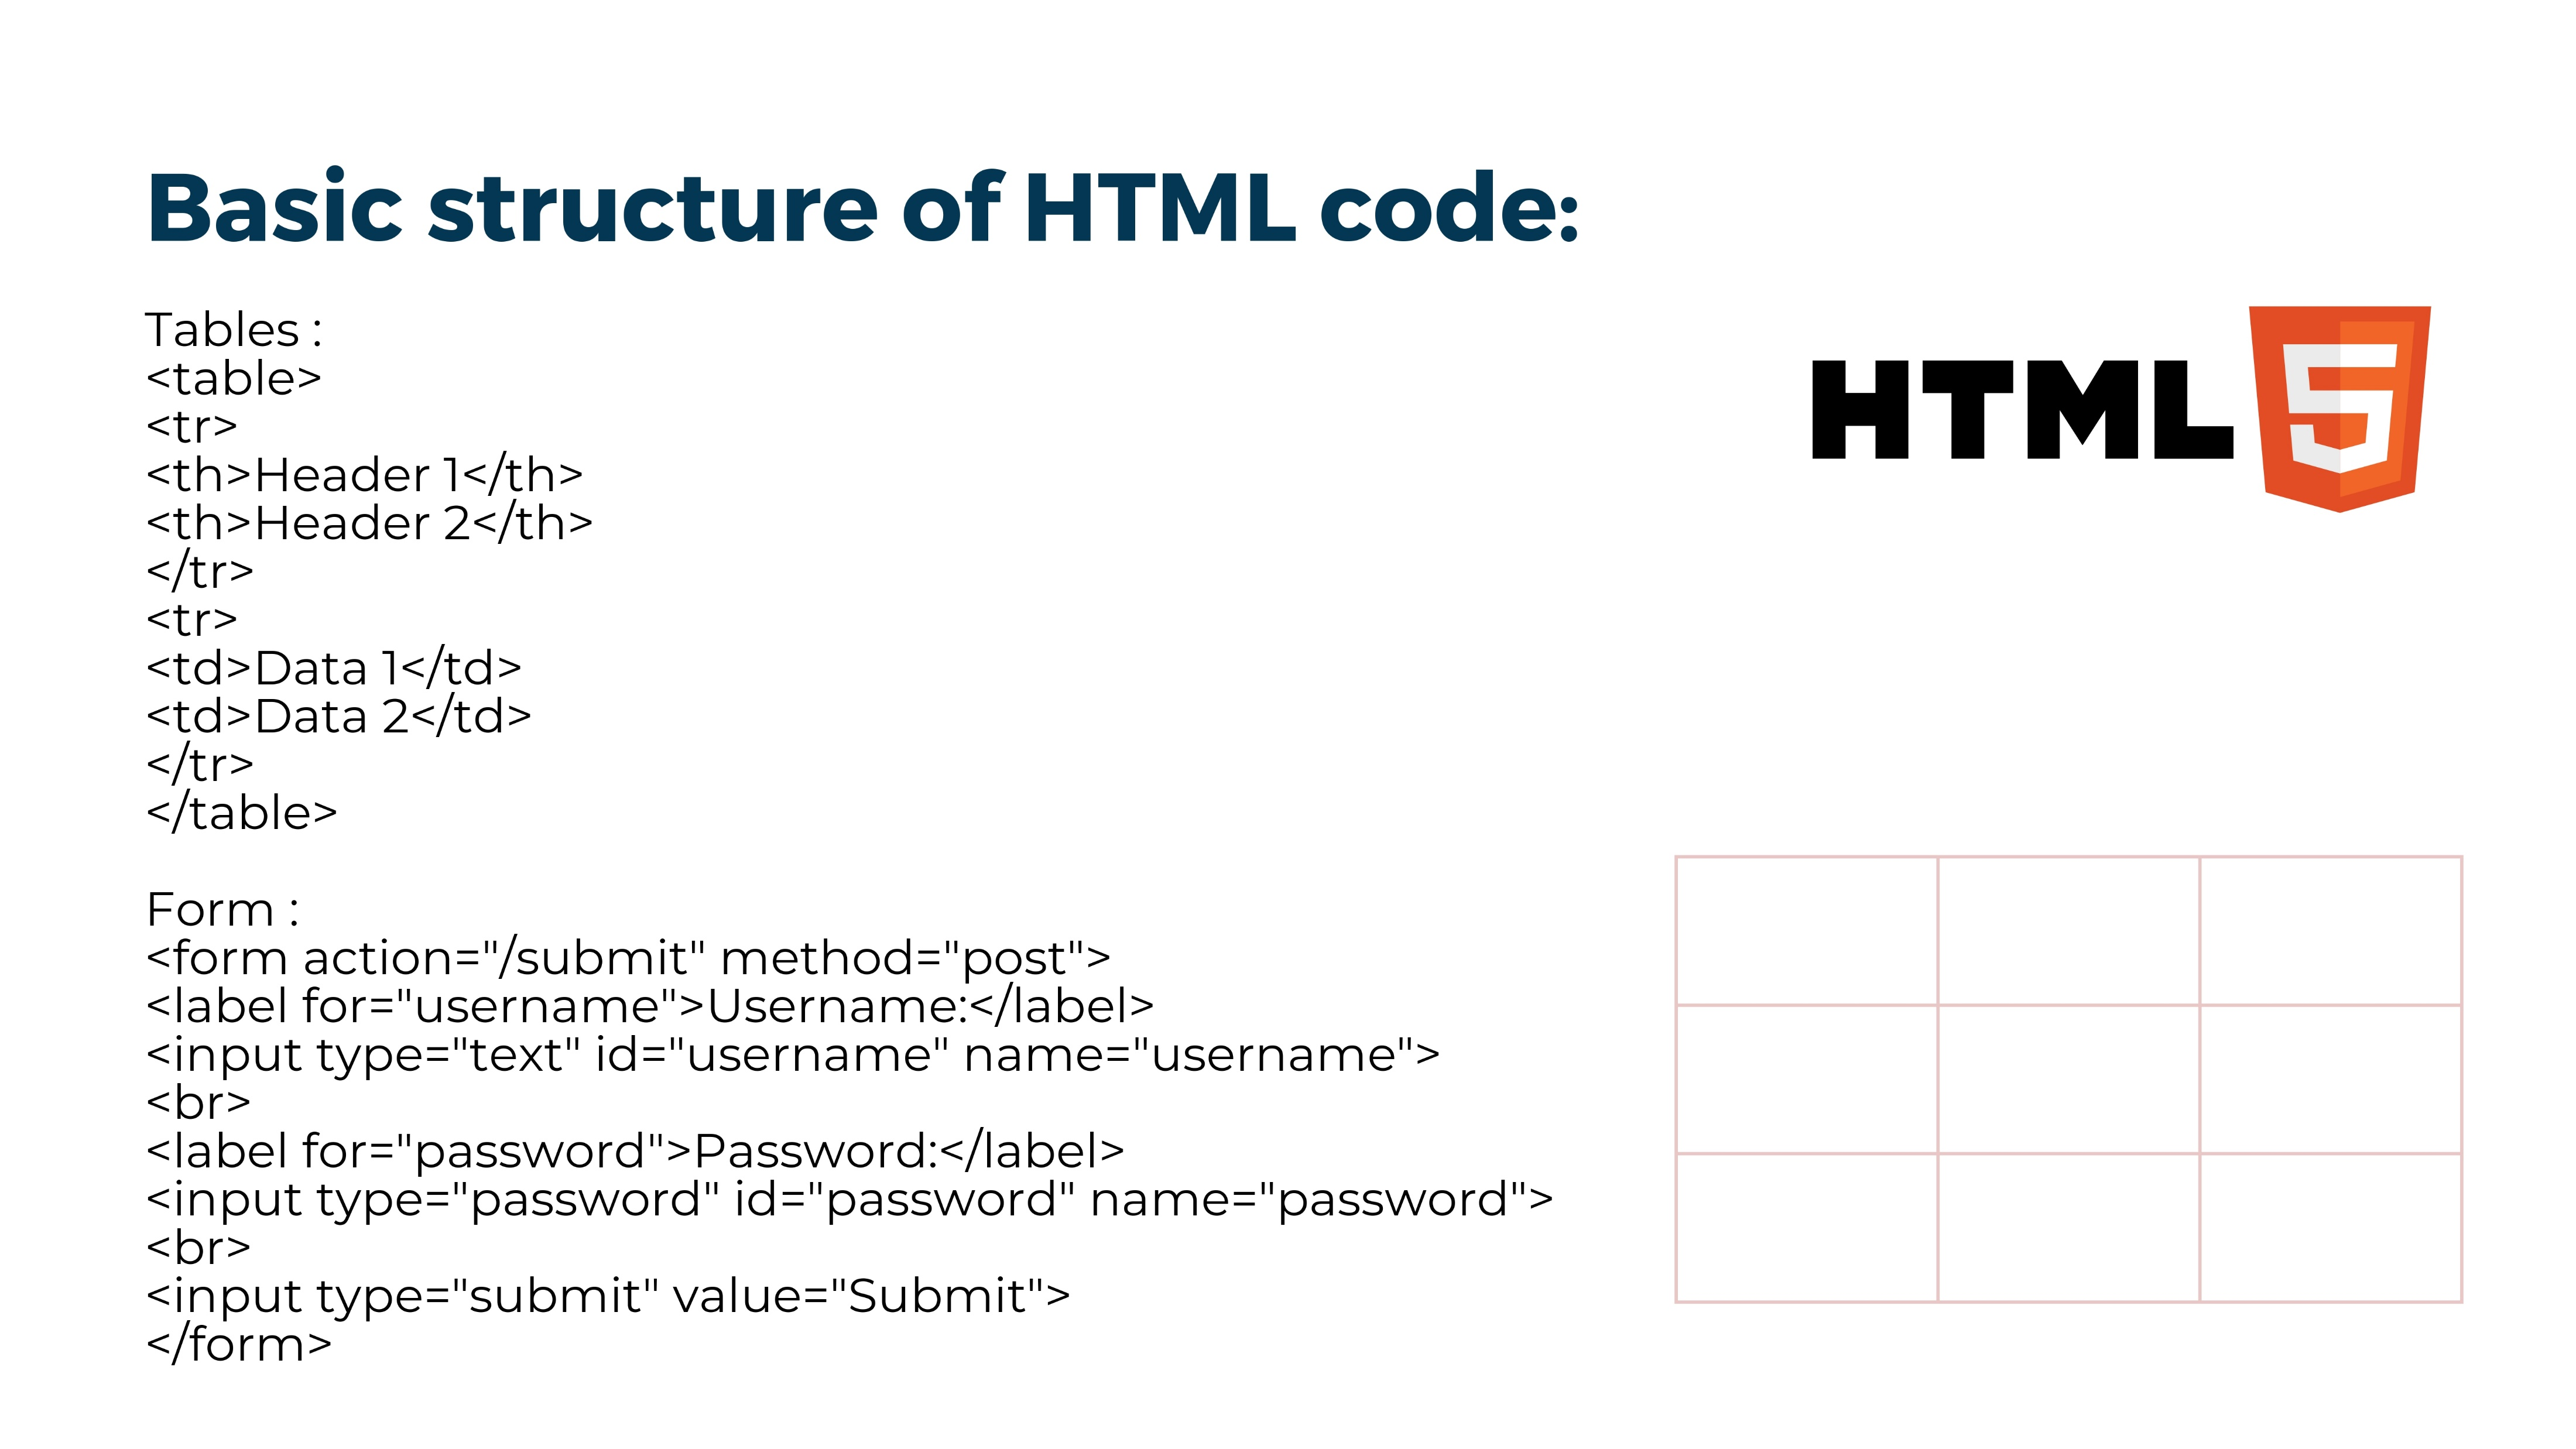 Basic structure of HTML code:
Tables :
<table>
<tr>
<th>Header 1</th>
<th>Header 2</th>
</tr>
<tr>
<td>Data 1</td>
<td>Data 2</td>
</tr>
</table>
Form :
<form action="/submit" method="post">
<label for="username">Username:</label>
<input type="text" id="username" name="username">
<br>
<label for="password">Password:</label>
<input type="password" id="password" name="password">
<br>
<input type="submit" value="Submit">
</form>
HTML 5